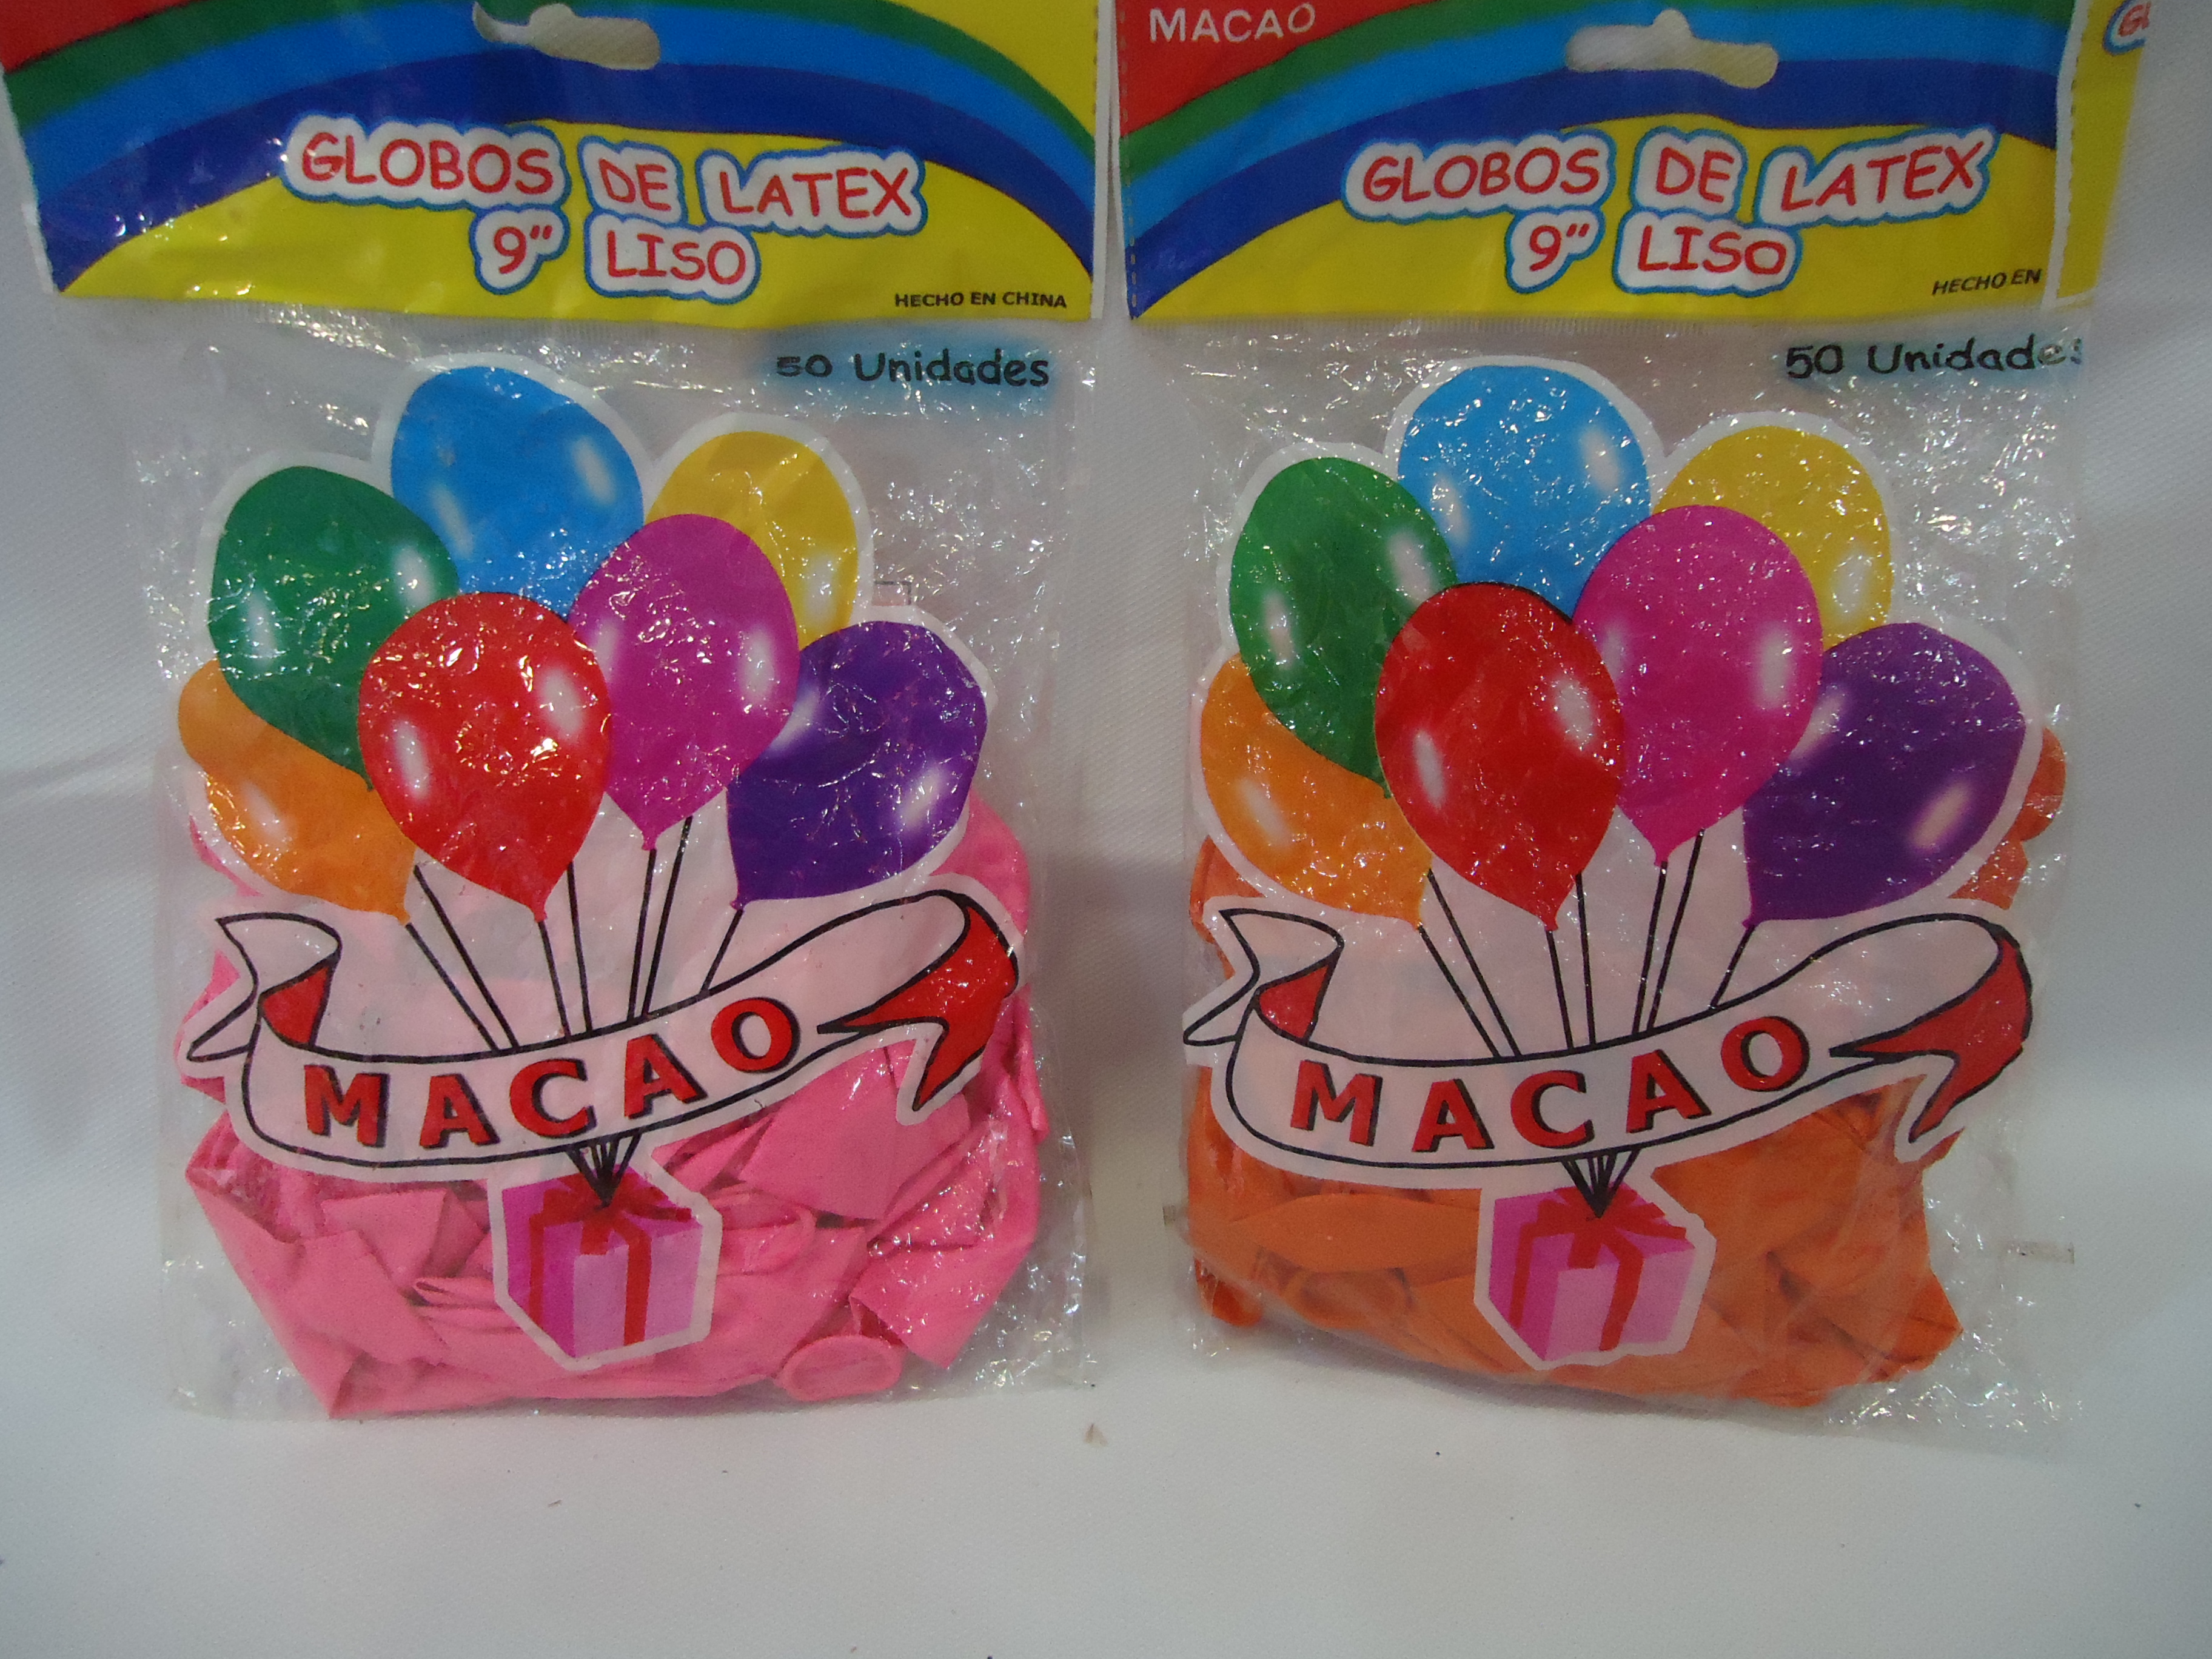 GLOBOS DE LATEX
9" LISO
HECHO EN CHINA
50 Unidades
MACAO
MACAO
GLOBOS DE LATEX
9" LISO
HECHO EN
50 Unidades
MACAO